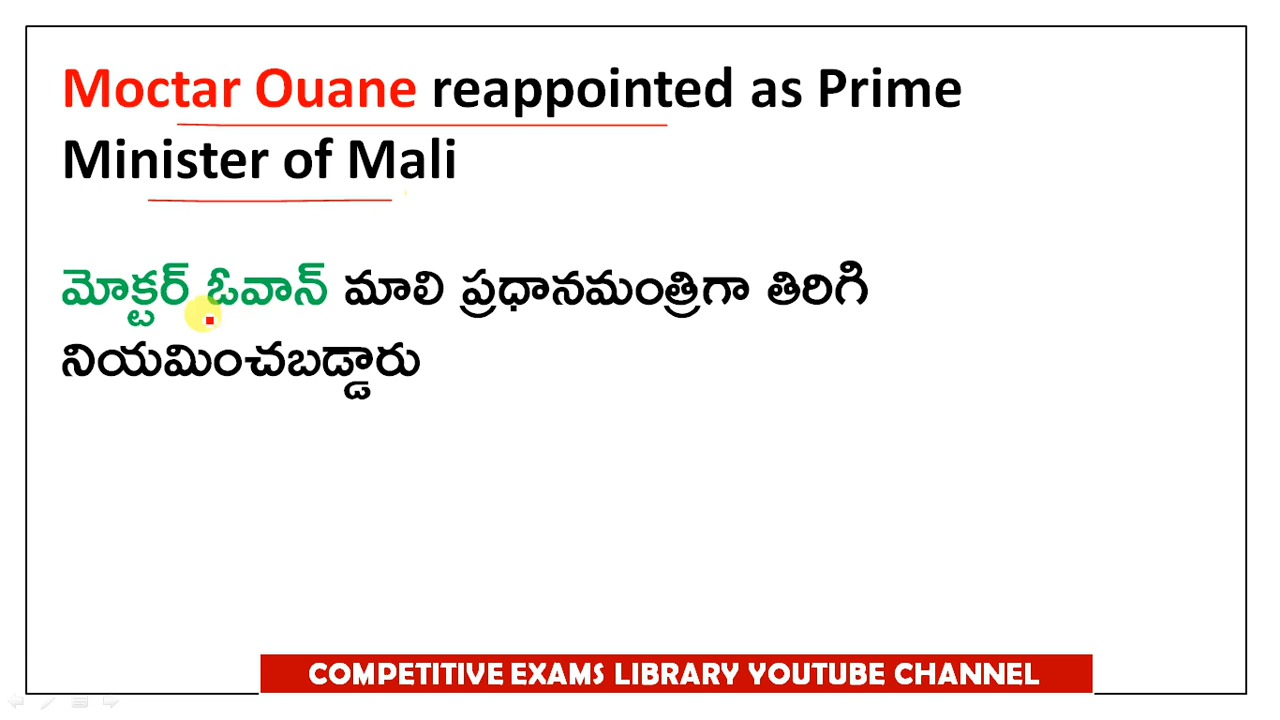 Moctar Ouane reappointed as Prime
Minister of Mali
మోక్టర్ ఓవాన్ మాలి ప్రధానమంత్రిగా తిరిగి
నియమించబడ్డారు
COMPETITIVE EXAMS LIBRARY YOUTUBE CHANNEL